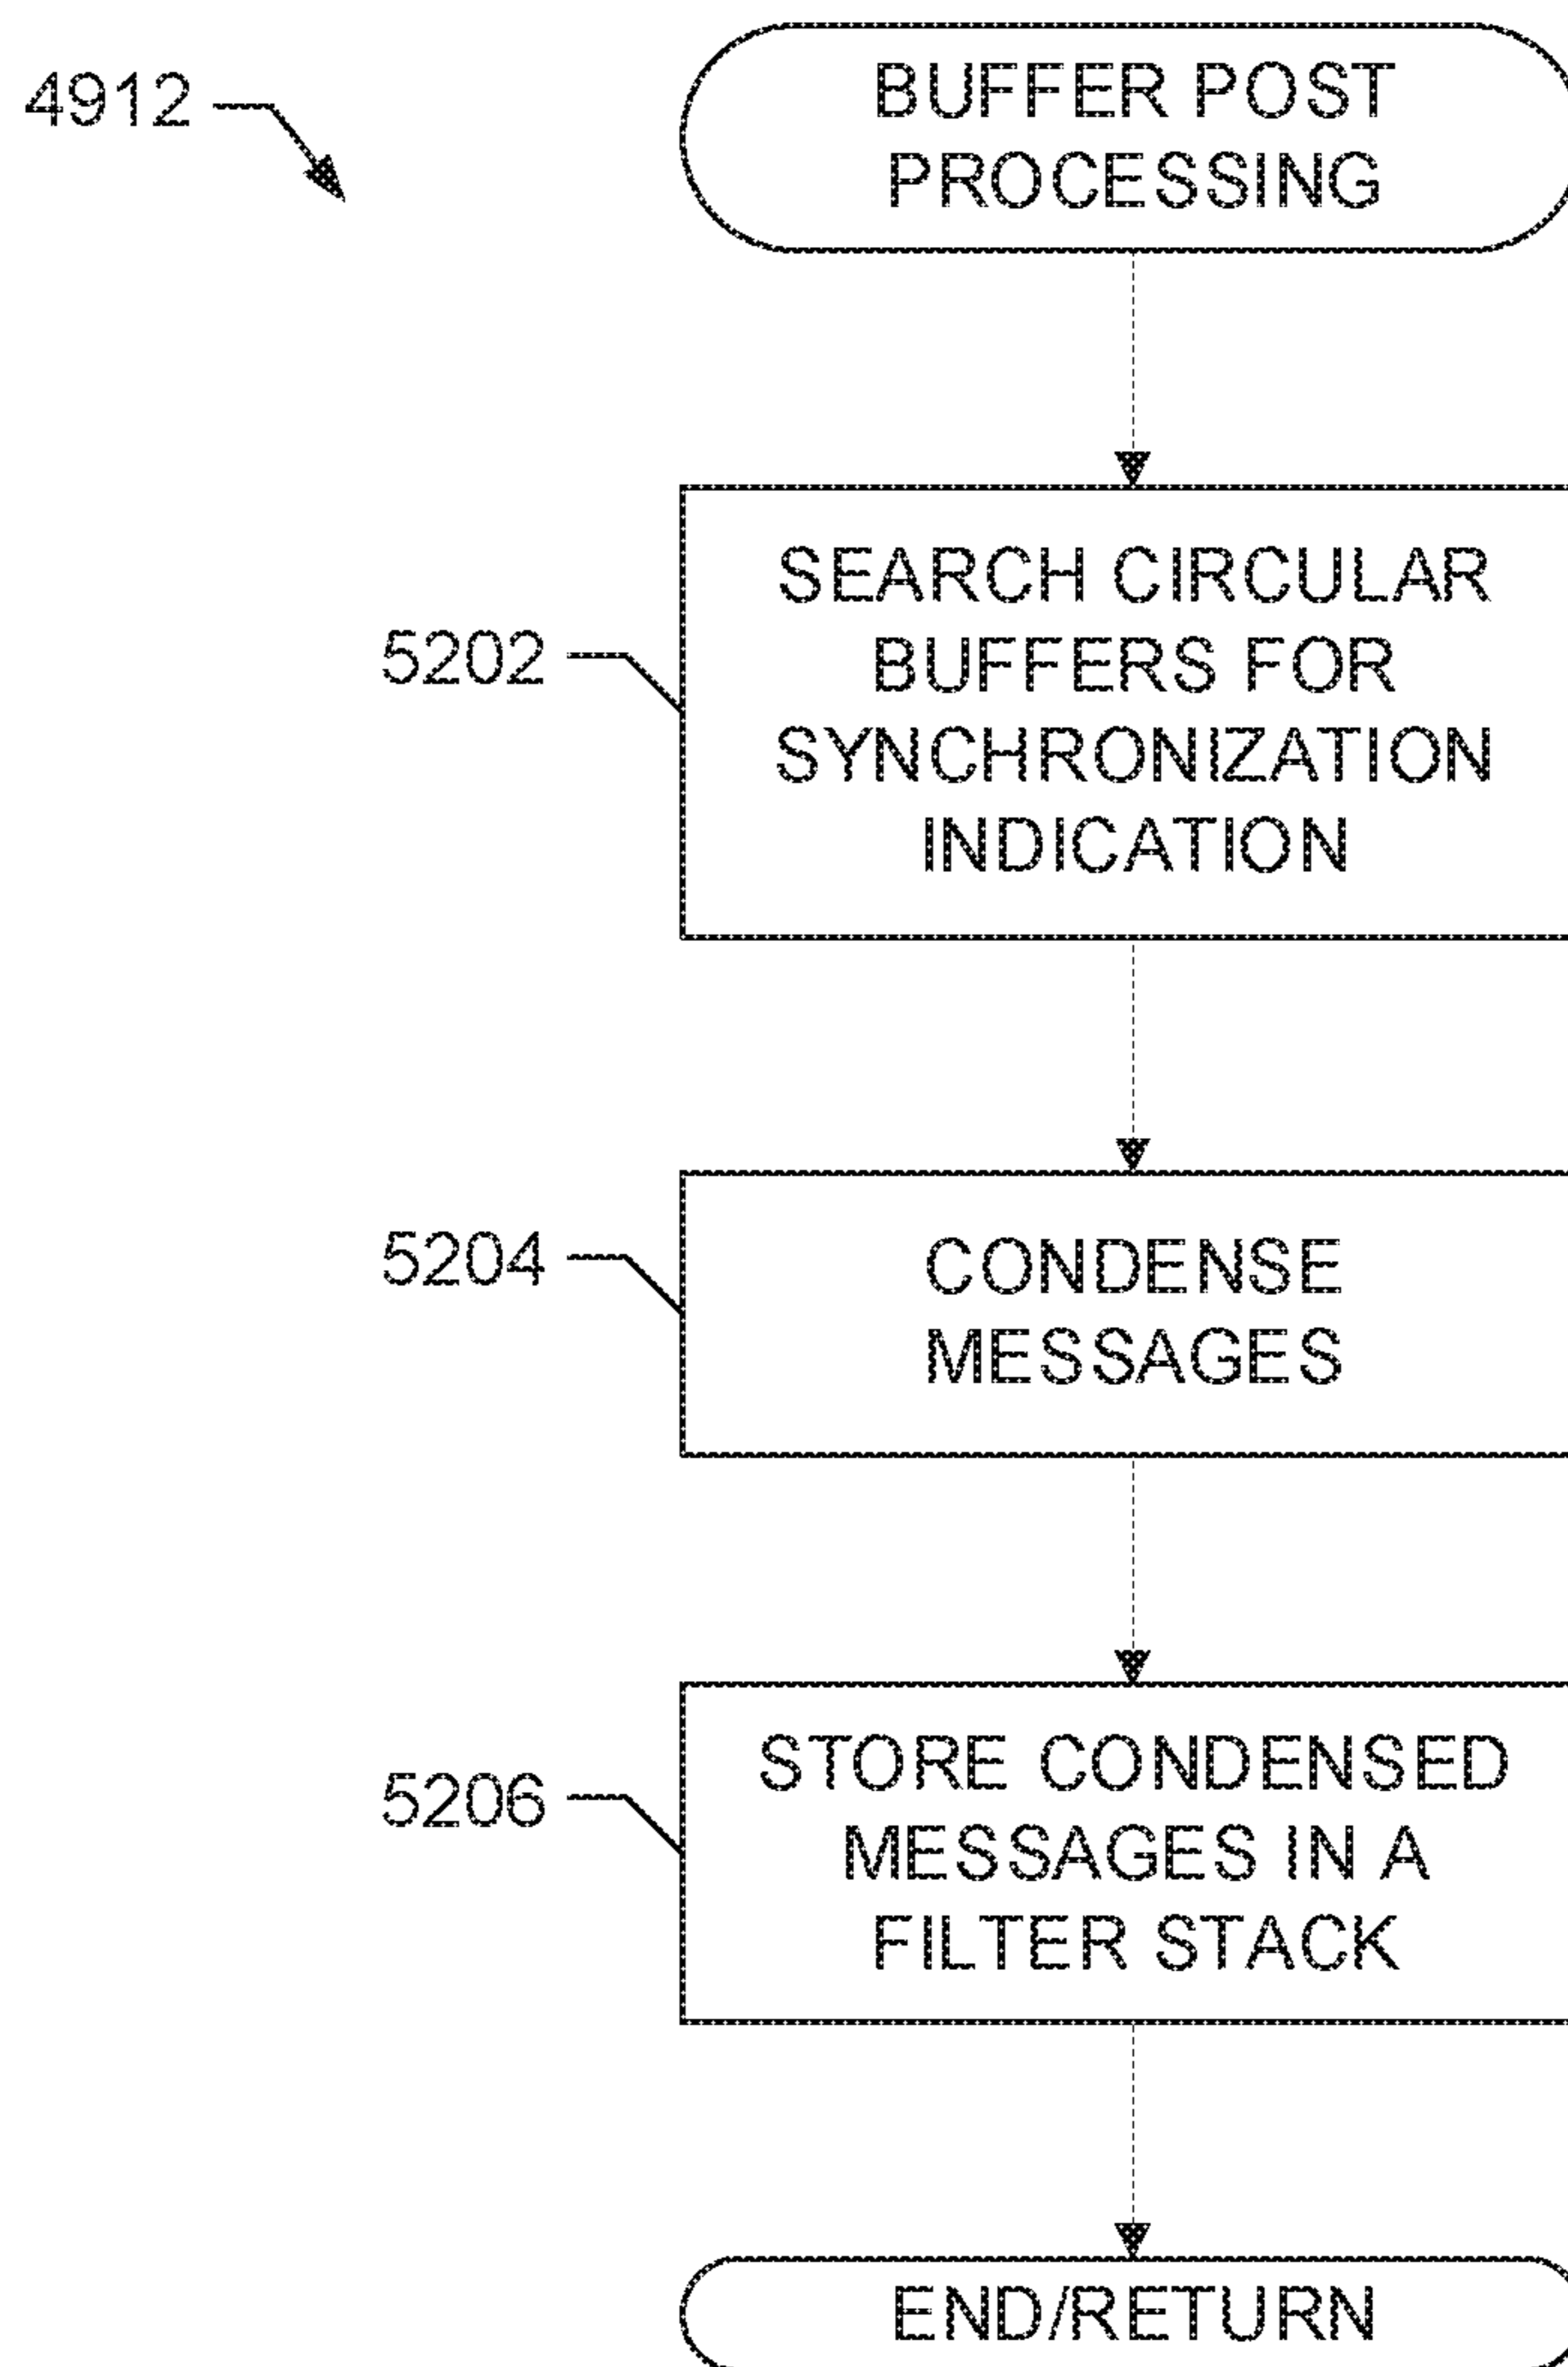 4912
BUFFER POST
PROCESSING
5202
SEARCH CIRCULAR
BUFFERS FOR
SYNCHRONIZATION
INDICATION
5204
CONDENSE
MESSAGES
5206
STORE CONDENSED
MESSAGES IN A
FILTER STACK
END/RETURN